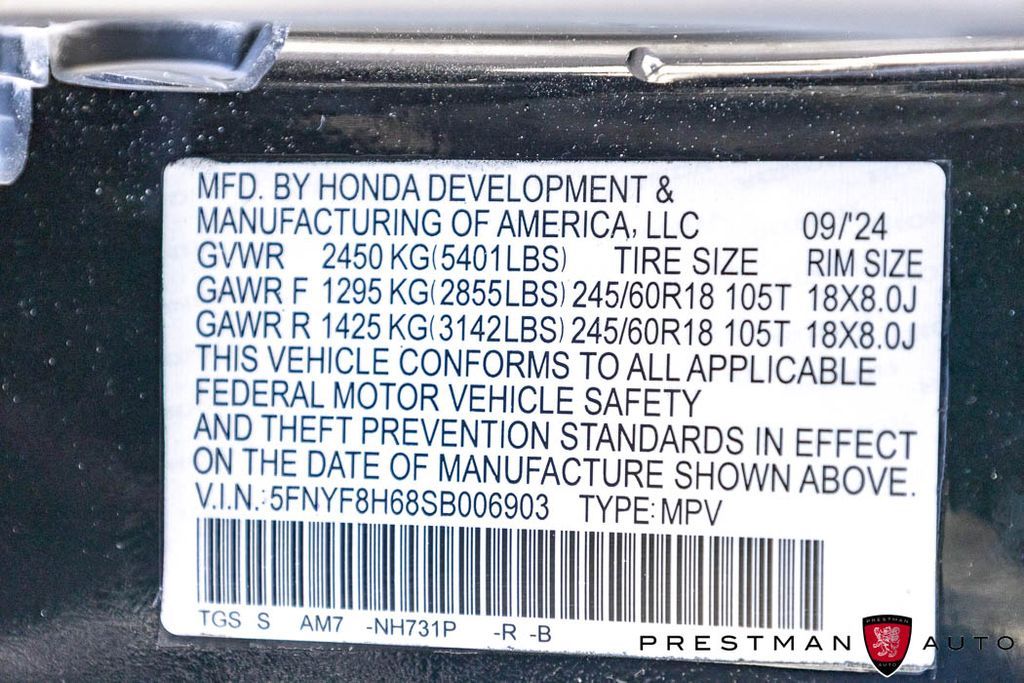 MFD. BY HONDA DEVELOPMENT &
MANUFACTURING OF AMERICA, LLC 09/'24
GVWR 2450 KG(5401LBS) TIRE SIZE RIM SIZE
GAWR F 1295 KG(2855LBS) 245/60R18 105T 18X8.0J
GAWR R 1425 KG(3142LBS) 245/60R18 105T 18X8.0J
THIS VEHICLE CONFORMS TO ALL APPLICABLE
FEDERAL MOTOR VEHICLE SAFETY
AND THEFT PREVENTION STANDARDS IN EFFECT
ON THE DATE OF MANUFACTURE SHOWN ABOVE.
V.I.N.: 5FNYF8H68SB006903 TYPE: MPV
TGS S AM7 -NH731P -R -B
PRESTMAN AUTO
PRESTMAN
AUTO